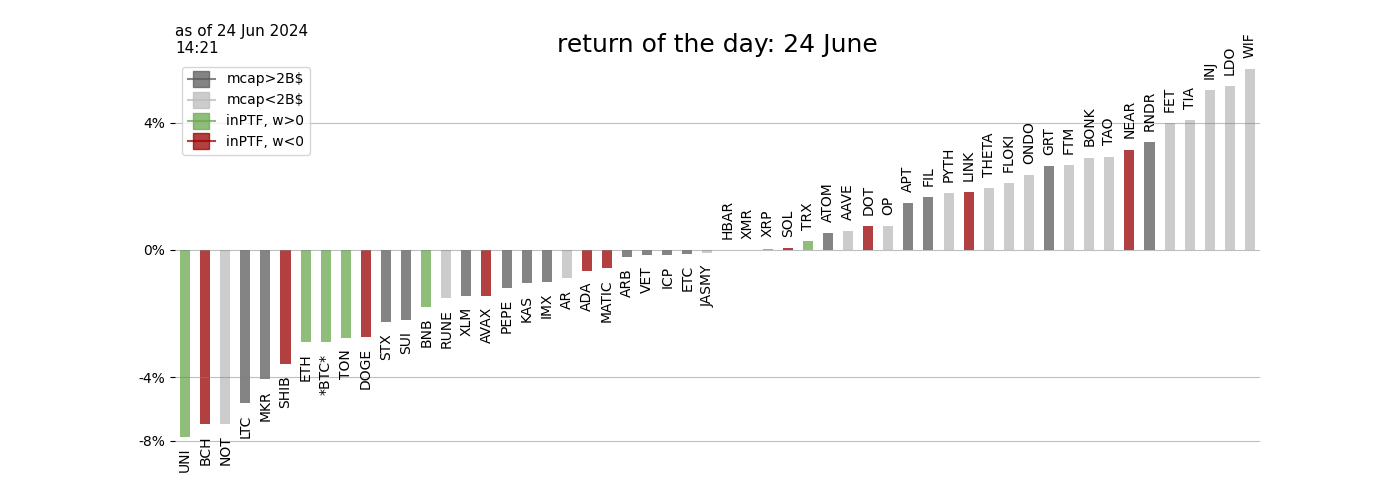 as of 24 Jun 2024
14:21
return of the day: 24 June
mcap>2B$
mcap<2B$
inPTF, w>0
inPTF, w<0
4%
0%
-4%
-8%
UNI
BCH
NOT
LTC
MKR
SHIB
ETH
*BTC*
TON
DOGE
STX
SUI
BNB
RUNE
XLM
AVAX
PEPE
KAS
IMX
AR
ADA
MATIC
ARB
VET
ICP
ETC
JASMY
HBAR
XMR
XRP
SOL
TRX
ATOM
AAVE
DOT
OP
APT
FIL
PYTH
LINK
THETA
FLOKI
ONDO
GRT
FTM
BONK
TAO
NEAR
RNDR
FET
TIA
INJ
LDO
WIF